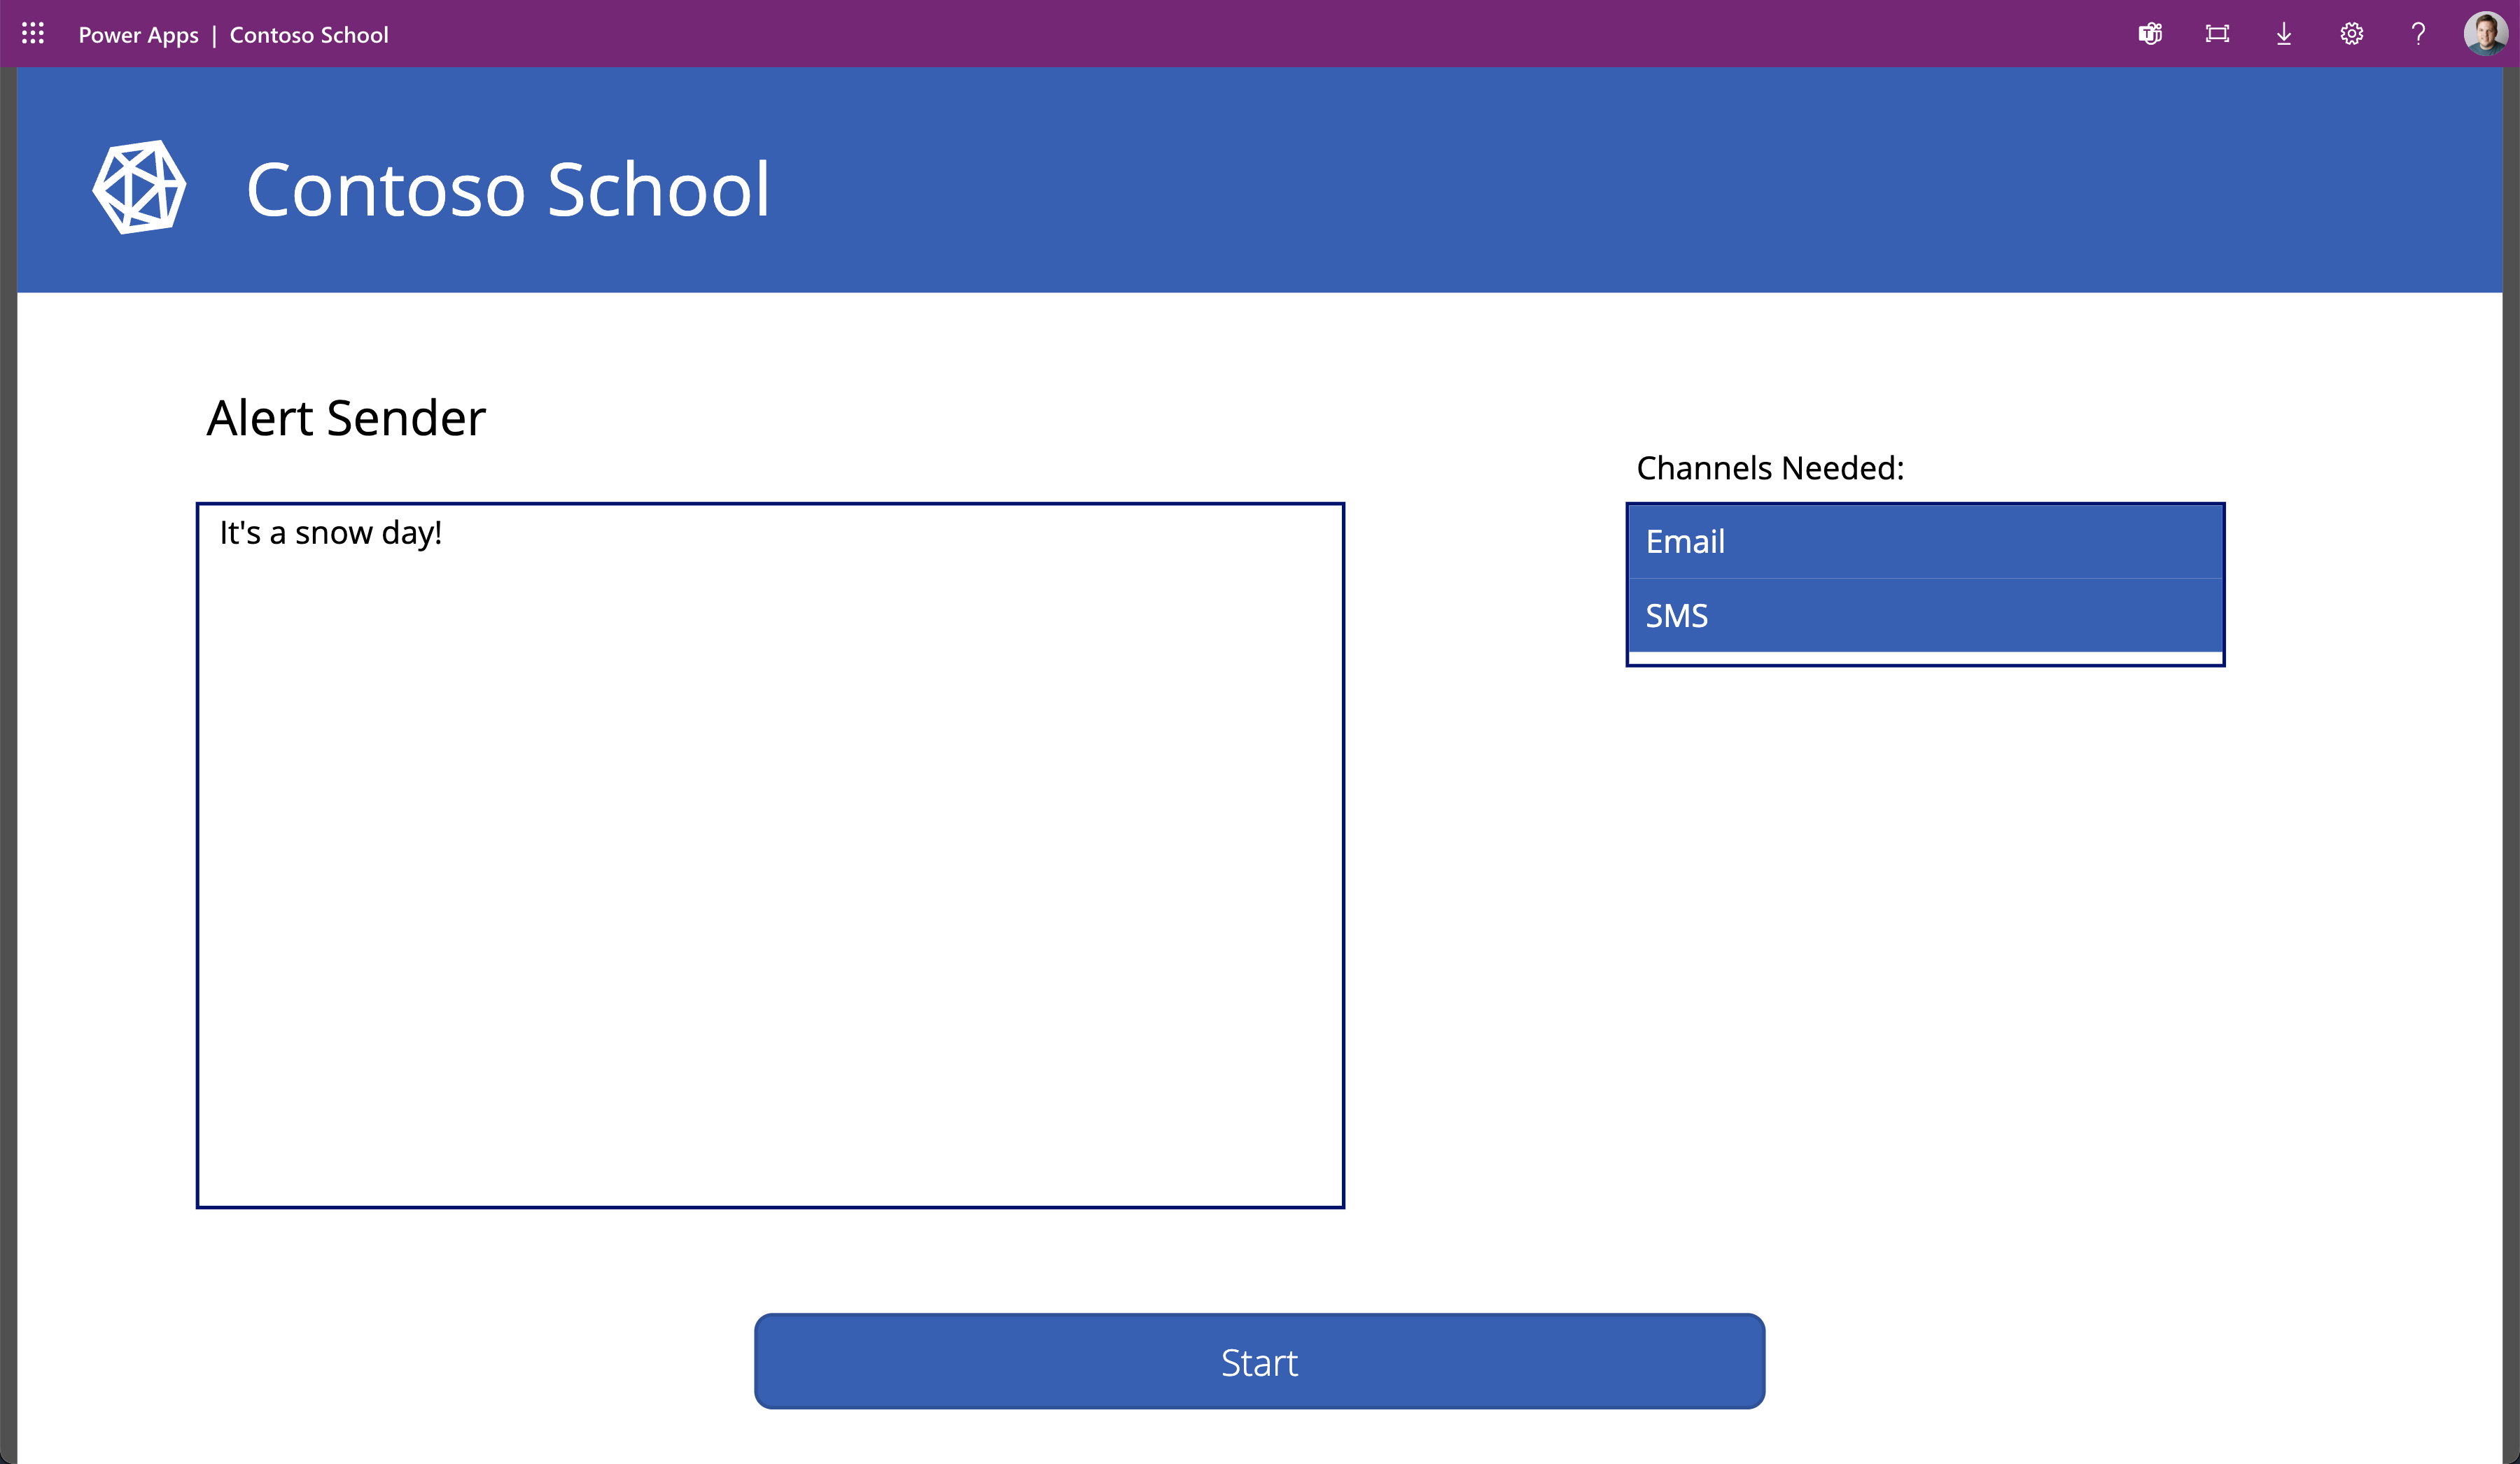 Power Apps | Contoso School
Contoso School
Alert Sender
Channels Needed:
It's a snow day!
Email
SMS
Start